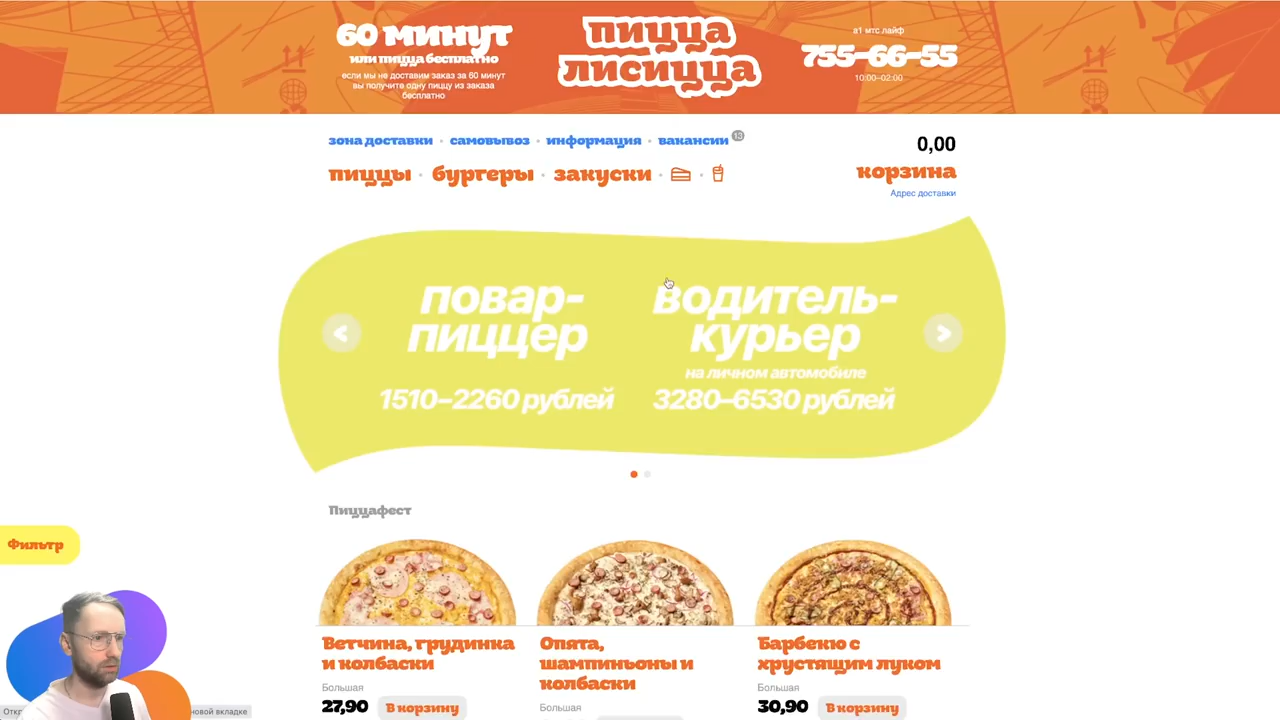 60 минут
или пицца бесплатно
если мы не доставим заказ за 60 минут
вы получите одну пиццу из заказа
бесплатно
пицца
лисицца
а1 мтс лайф
755-66-55
10:00-02:00
зона доставки · самовывоз · информация · вакансии 13
пиццы · бургеры · закуски
0,00
корзина
Адрес доставки
повар-
пиццер
1510–2260 рублей
водитель-
курьер
на личном автомобиле
3280–6530 рублей
Пиццафест
Фильтр
Ветчина, грудинка
и колбаски
Большая
27,90 В корзину
Опята,
шампиньоны и
колбаски
Большая
Барбекю с
хрустящим луком
Большая
30,90 В корзину
новой вкладке